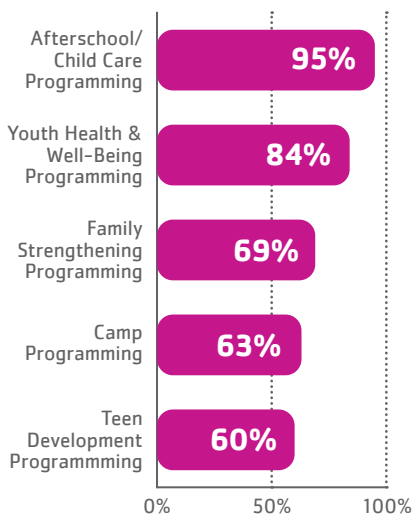 Afterschool/
Child Care
Programming
95%
Youth Health &
Well-Being
Programming
84%
Family
Strengthening
Programming
69%
Camp
Programming
63%
Teen
Development
Programmming
60%
0% 50% 100%